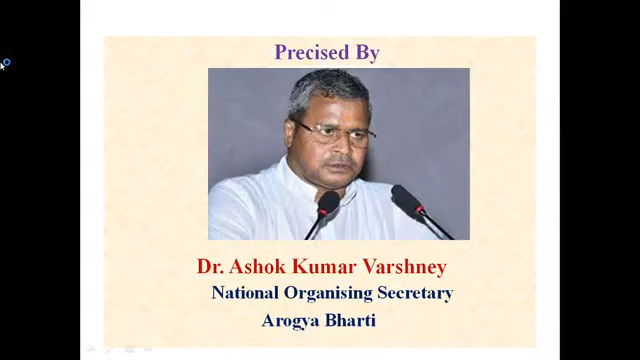 Precised By
Dr. Ashok Kumar Varshney
National Organising Secretary
Arogya Bharti